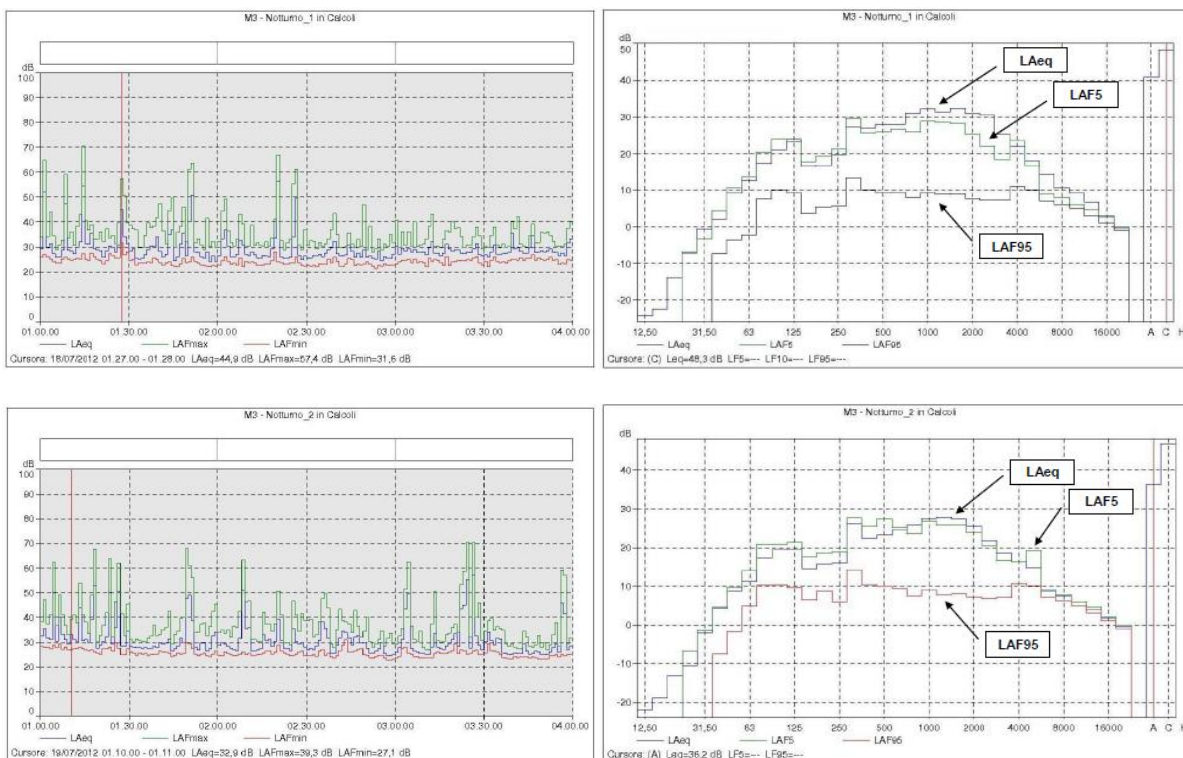 M3 - Notturno_1 in Calcoli
dB
100
90
80
70
60
50
40
30
20
10
0
01.00.00 01.30.00 02.00.00 02.30.00 03.00.00 03.30.00 04.00.00
LAeq LAFmax LAFmin
Cursore: 18/07/2012 01.27.00 - 01.28.00 LAeq=44,9 dB LAFmax=57,4 dB LAFmin=31,6 dB
M3 - Notturno_1 in Calcoli
dB
50
40
30
20
10
0
-10
-20
LAeq
LAF5
LAF95
12,50 31,50 63 125 250 500 1000 2000 4000 8000 16000 A C H
LAeq LAF5 LAF95
Cursore: (C) Leq=48,3 dB LF5=--- LF10=--- LF95=---
M3 - Notturno_2 in Calcoli
dB
100
90
80
70
60
50
40
30
20
10
0
01.00.00 01.30.00 02.00.00 02.30.00 03.00.00 03.30.00 04.00.00
LAeq LAFmax LAFmin
Cursore: 19/07/2012 01.10.00 - 01.11.00 LAeq=32,9 dB LAFmax=39,3 dB LAFmin=27,1 dB
M3 - Notturno_2 in Calcoli
dB
40
30
20
10
0
-10
-20
LAeq
LAF5
LAF95
12,50 31,50 63 125 250 500 1000 2000 4000 8000 16000 A C H
LAeq LAF5 LAF95
Cursore: (A) Leq=36,2 dB LF5=--- LF95=---